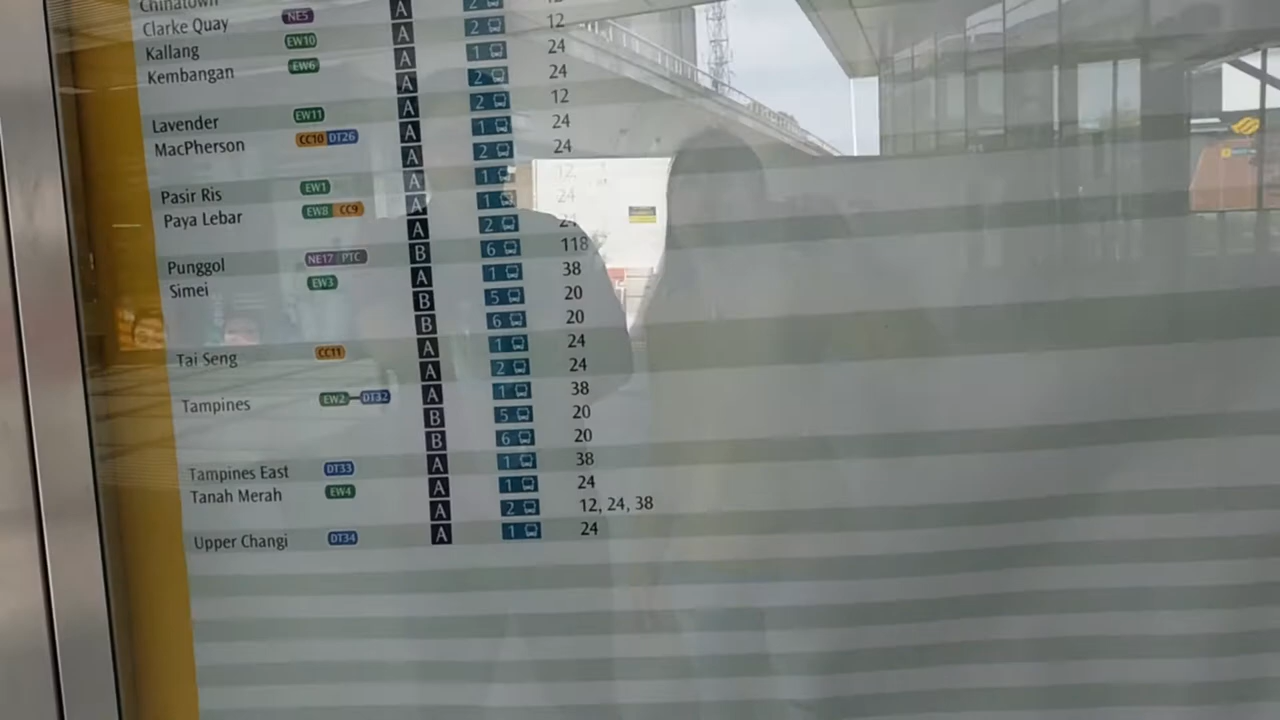 Clarke Quay NE5 A 2
Kallang EW10 A 2 12
Kembangan EW6 A 1 24
A 2 24
Lavender EW11 A 2 12
MacPherson CC10 DT26 A 1 24
A 2 24
Pasir Ris EW1 A 1 12
Paya Lebar EW8 CC9 A 1 24
A 2 24
Punggol NE17 PTC B 6 118
Simei EW3 A 1 38
B 5 20
B 6 20
Tai Seng CC11 A 1 24
A 2 24
Tampines EW2 DT32 A 1 38
B 5 20
B 6 20
Tampines East DT33 A 1 38
Tanah Merah EW4 A 1 24
A 2 12, 24, 38
Upper Changi DT34 A 1 24